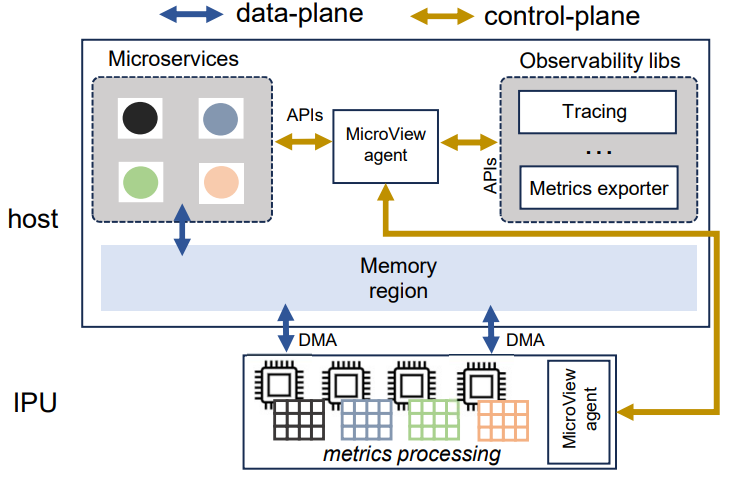 data-plane
control-plane
Microservices
Observability libs
APIs
MicroView
agent
APIs
Tracing
...
Metrics exporter
host
Memory
region
DMA
DMA
IPU
MicroView
agent
metrics processing